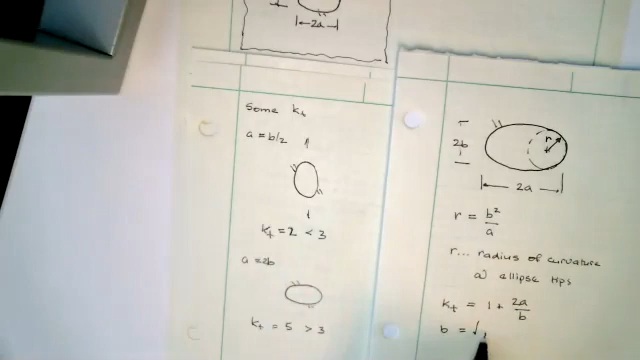 2a
Some kt
a = b/2
kt = 2 < 3
a = 2b
kt = 5 > 3
2b
r
2a
r = b²/a
r... radius of curvature
@ ellipse tips
kt = 1 + 2a/b
b = √